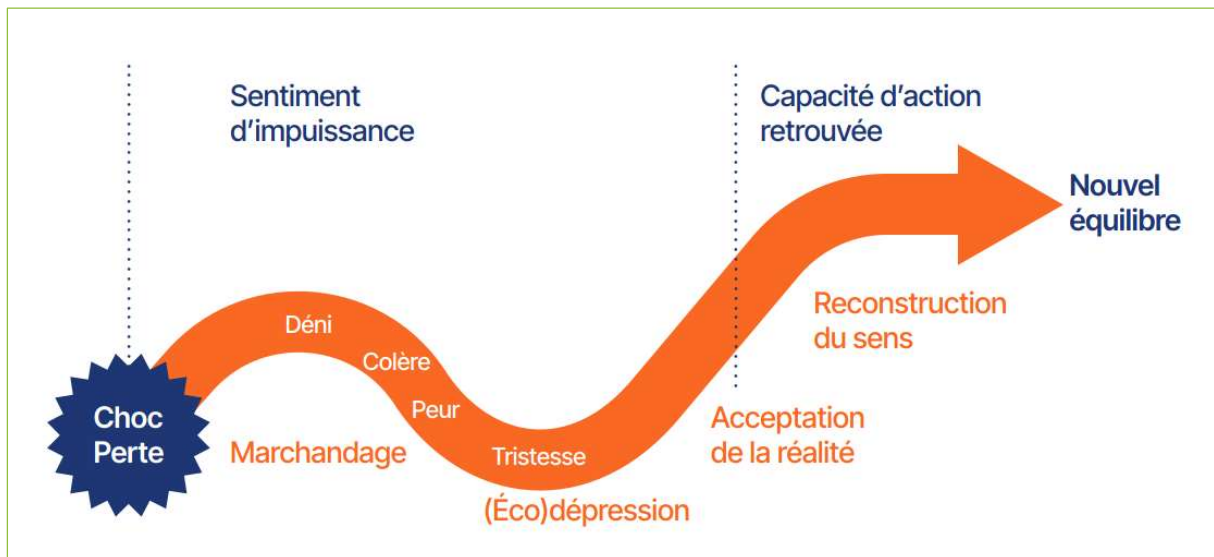 Sentiment
d’impuissance
Capacité d’action
retrouvée
Nouvel
équilibre
Déni
Colère
Peur
Tristesse
Choc
Perte
Marchandage
(Éco)dépression
Acceptation
de la réalité
Reconstruction
du sens